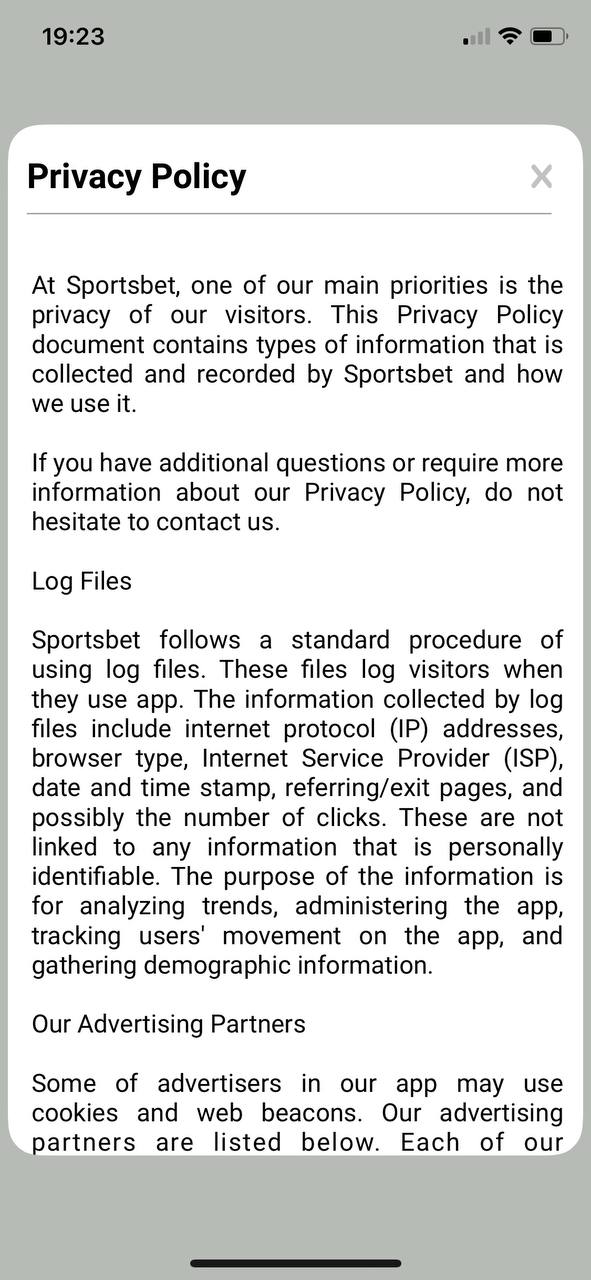 19:23
Privacy Policy
At Sportsbet, one of our main priorities is the
privacy of our visitors. This Privacy Policy
document contains types of information that is
collected and recorded by Sportsbet and how
we use it.
If you have additional questions or require more
information about our Privacy Policy, do not
hesitate to contact us.
Log Files
Sportsbet follows a standard procedure of
using log files. These files log visitors when
they use app. The information collected by log
files include internet protocol (IP) addresses,
browser type, Internet Service Provider (ISP),
date and time stamp, referring/exit pages, and
possibly the number of clicks. These are not
linked to any information that is personally
identifiable. The purpose of the information is
for analyzing trends, administering the app,
tracking users' movement on the app, and
gathering demographic information.
Our Advertising Partners
Some of advertisers in our app may use
cookies and web beacons. Our advertising
partners are listed below. Each of our